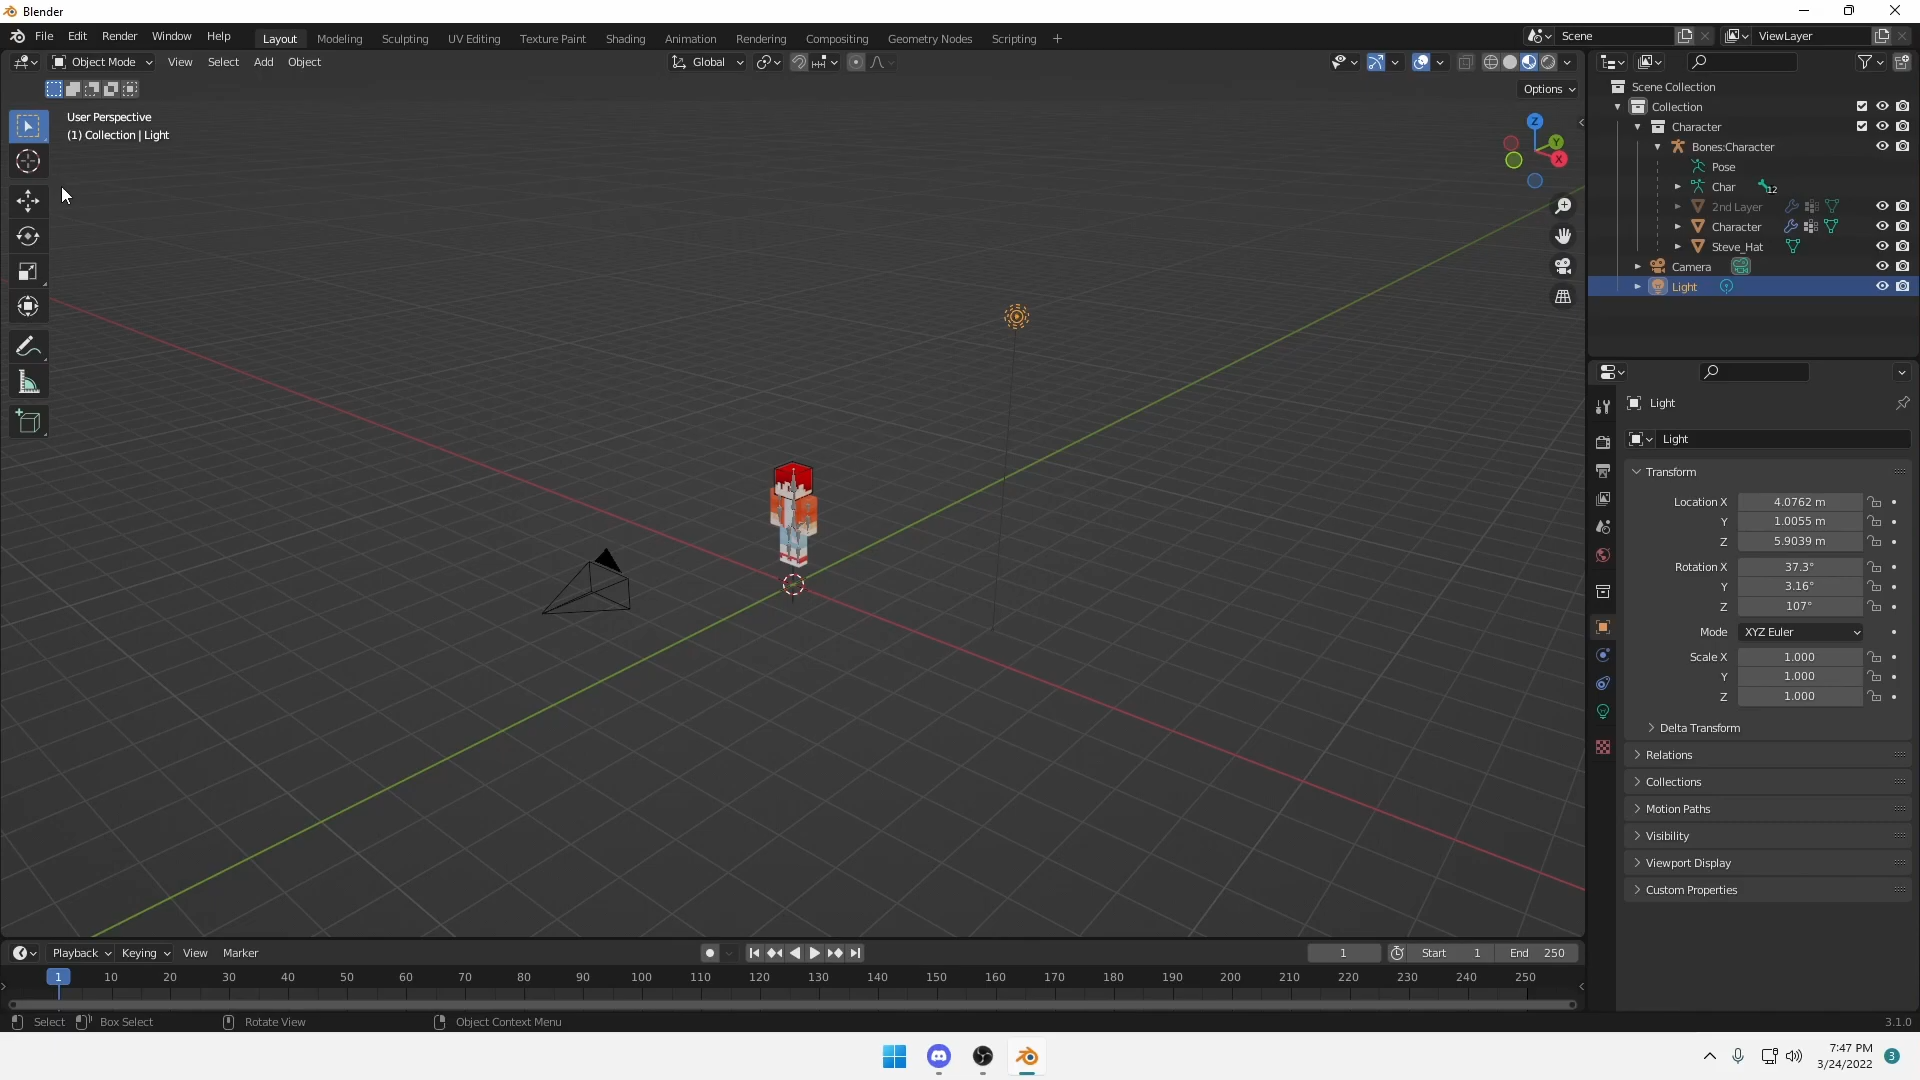 Blender
File Edit Render Window Help
Layout Modeling Sculpting UV Editing Texture Paint Shading Animation Rendering Compositing Geometry Nodes Scripting +
Scene ViewLayer
Object Mode View Select Add Object Global
Options
User Perspective
(1) Collection | Light
Z
Y
X
Scene Collection
Collection
Character
Bones:Character
Pose
Char 12
2nd Layer
Character
Steve_Hat
Camera
Light
Light
Light
Transform
Location X 4.0762 m
Y 1.0055 m
Z 5.9039 m
Rotation X 37.3°
Y 3.16°
Z 107°
Mode XYZ Euler
Scale X 1.000
Y 1.000
Z 1.000
Delta Transform
Relations
Collections
Motion Paths
Visibility
Viewport Display
Custom Properties
Playback Keying View Marker 1 Start 1 End 250
1 10 20 30 40 50 60 70 80 90 100 110 120 130 140 150 160 170 180 190 200 210 220 230 240 250
Select Box Select Rotate View Object Context Menu 3.1.0
7:47 PM
3/24/2022
3